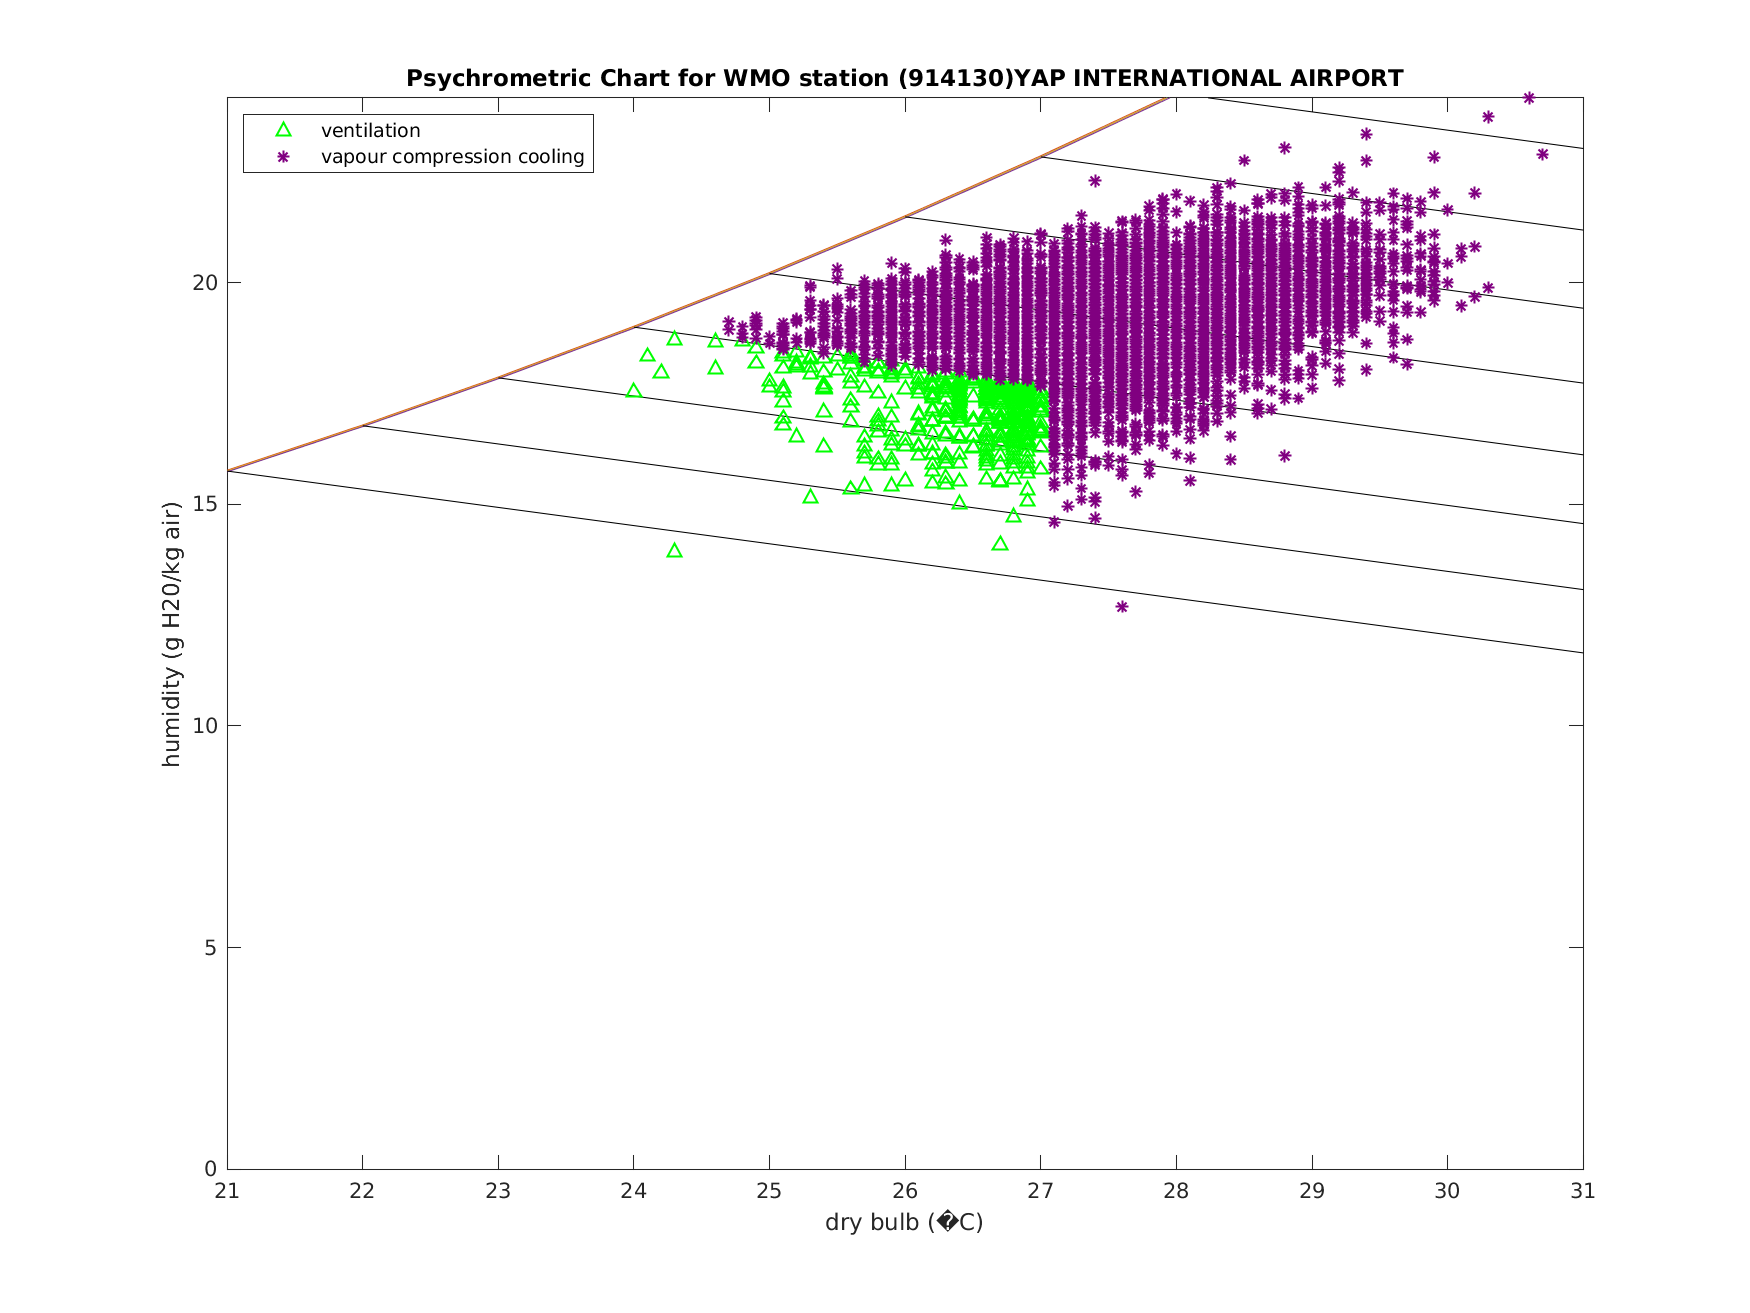 Psychrometric Chart for WMO station (914130)YAP INTERNATIONAL AIRPORT
ventilation
vapour compression cooling
humidity (g H20/kg air)
20
15
10
5
0
21 22 23 24 25 26 27 28 29 30 31
dry bulb (�C)